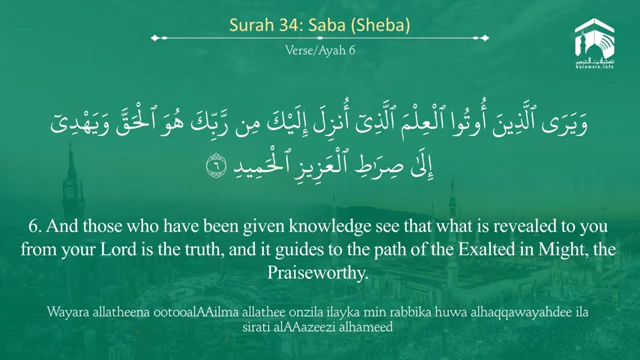 Surah 34: Saba (Sheba)
Verse/Ayah 6
haramain.info
وَيَرَى ٱلَّذِينَ أُوتُوا ٱلْعِلْمَ ٱلَّذِىٓ أُنزِلَ إِلَيْكَ مِن رَّبِّكَ هُوَ ٱلْحَقَّ وَيَهْدِىٓ
إِلَىٰ صِرَٰطِ ٱلْعَزِيزِ ٱلْحَمِيدِ ٦
6. And those who have been given knowledge see that what is revealed to you
from your Lord is the truth, and it guides to the path of the Exalted in Might, the
Praiseworthy.
Wayara allatheena ootooalAAilma allathee onzila ilayka min rabbika huwa alhaqqawayahdee ila
sirati alAAazeezi alhameed